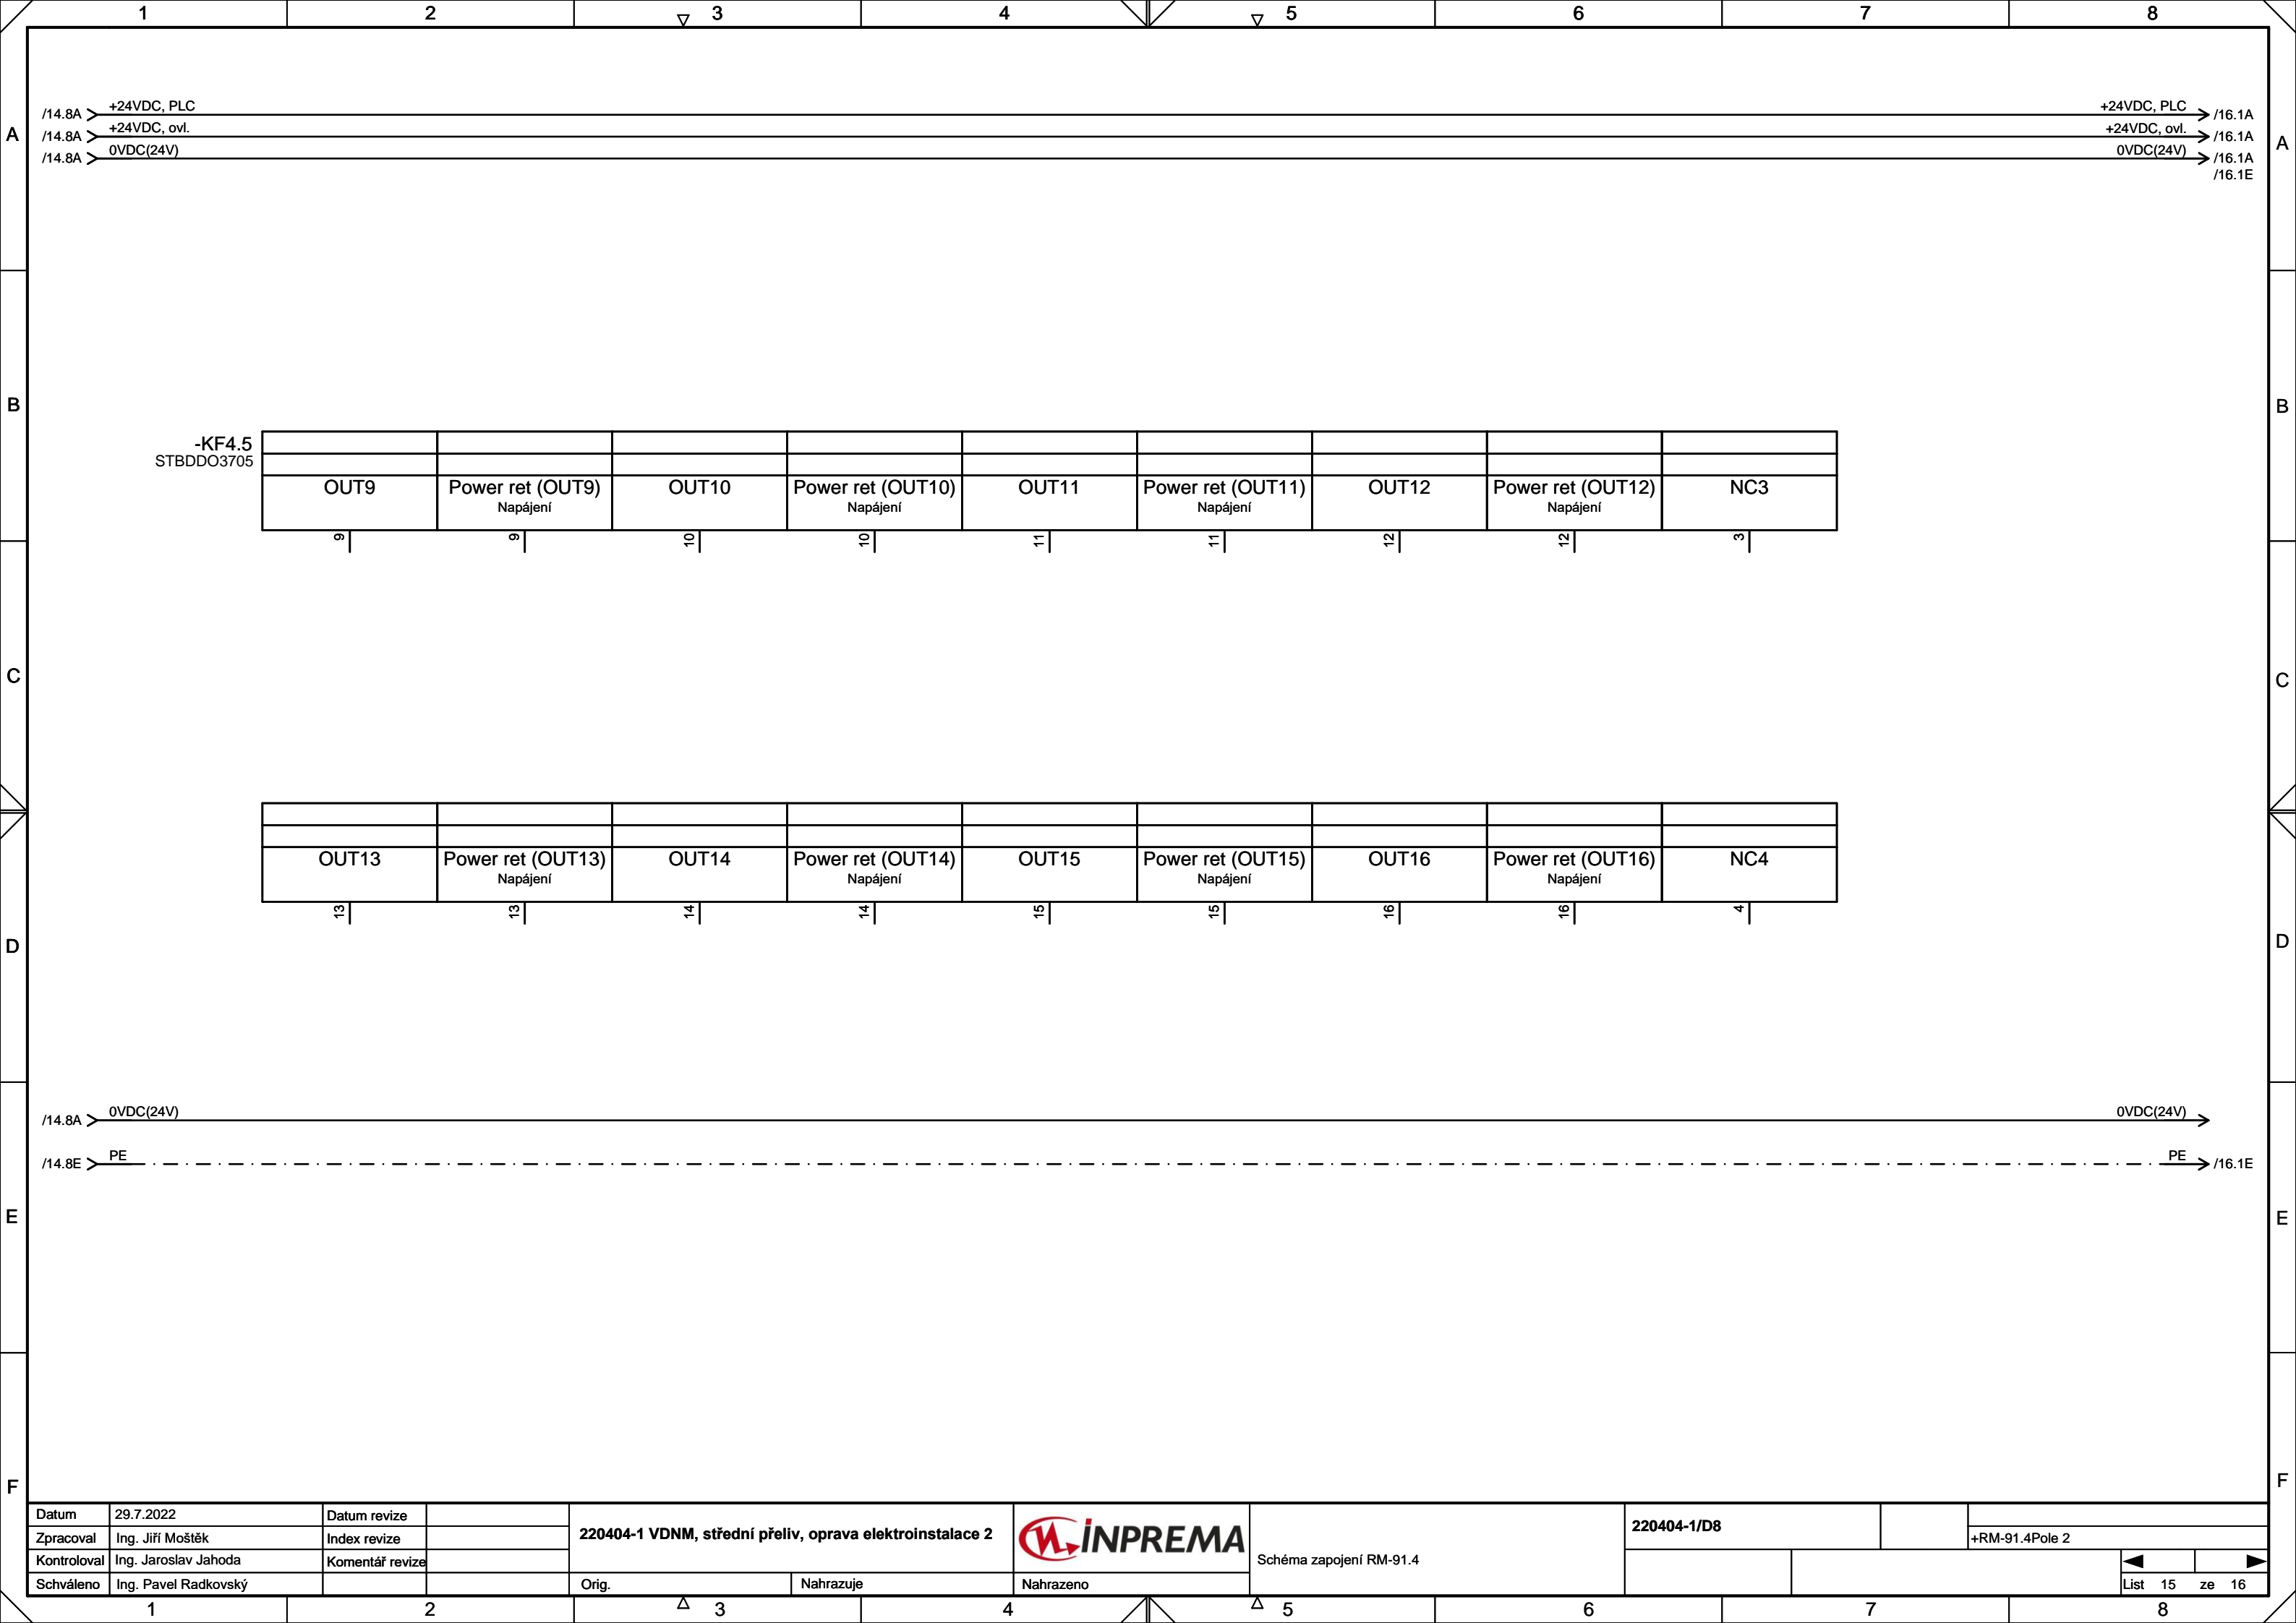 1 2 3 4 5 6 7 8
/14.8A +24VDC, PLC +24VDC, PLC /16.1A
/14.8A +24VDC, ovl. +24VDC, ovl. /16.1A
/14.8A 0VDC(24V) 0VDC(24V) /16.1A
/16.1E
A A
B B
-KF4.5
STBDDO3705
OUT9 Power ret (OUT9) OUT10 Power ret (OUT10) OUT11 Power ret (OUT11) OUT12 Power ret (OUT12) NC3
Napájení Napájení Napájení Napájení
9 9 10 10 11 11 12 12 3
C C
OUT13 Power ret (OUT13) OUT14 Power ret (OUT14) OUT15 Power ret (OUT15) OUT16 Power ret (OUT16) NC4
Napájení Napájení Napájení Napájení
13 13 14 14 15 15 16 16 4
D D
/14.8A 0VDC(24V) 0VDC(24V)
/14.8E PE PE /16.1E
E E
F F
Datum 29.7.2022 Datum revize
Zpracoval Ing. Jiří Moštěk Index revize
Kontroloval Ing. Jaroslav Jahoda Komentář revize
Schváleno Ing. Pavel Radkovský
220404-1 VDNM, střední přeliv, oprava elektroinstalace 2
Orig. Nahrazuje Nahrazeno
INPREMA
Schéma zapojení RM-91.4
220404-1/D8
+RM-91.4Pole 2
List 15 ze 16
1 2 3 4 5 6 7 8